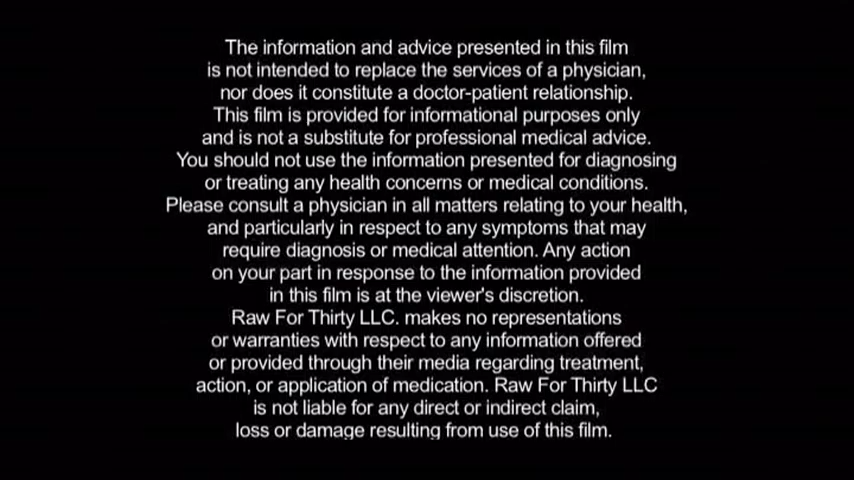 The information and advice presented in this film
is not intended to replace the services of a physician,
nor does it constitute a doctor-patient relationship.
This film is provided for informational purposes only
and is not a substitute for professional medical advice.
You should not use the information presented for diagnosing
or treating any health concerns or medical conditions.
Please consult a physician in all matters relating to your health,
and particularly in respect to any symptoms that may
require diagnosis or medical attention. Any action
on your part in response to the information provided
in this film is at the viewer's discretion.
Raw For Thirty LLC. makes no representations
or warranties with respect to any information offered
or provided through their media regarding treatment,
action, or application of medication. Raw For Thirty LLC
is not liable for any direct or indirect claim,
loss or damage resulting from use of this film.